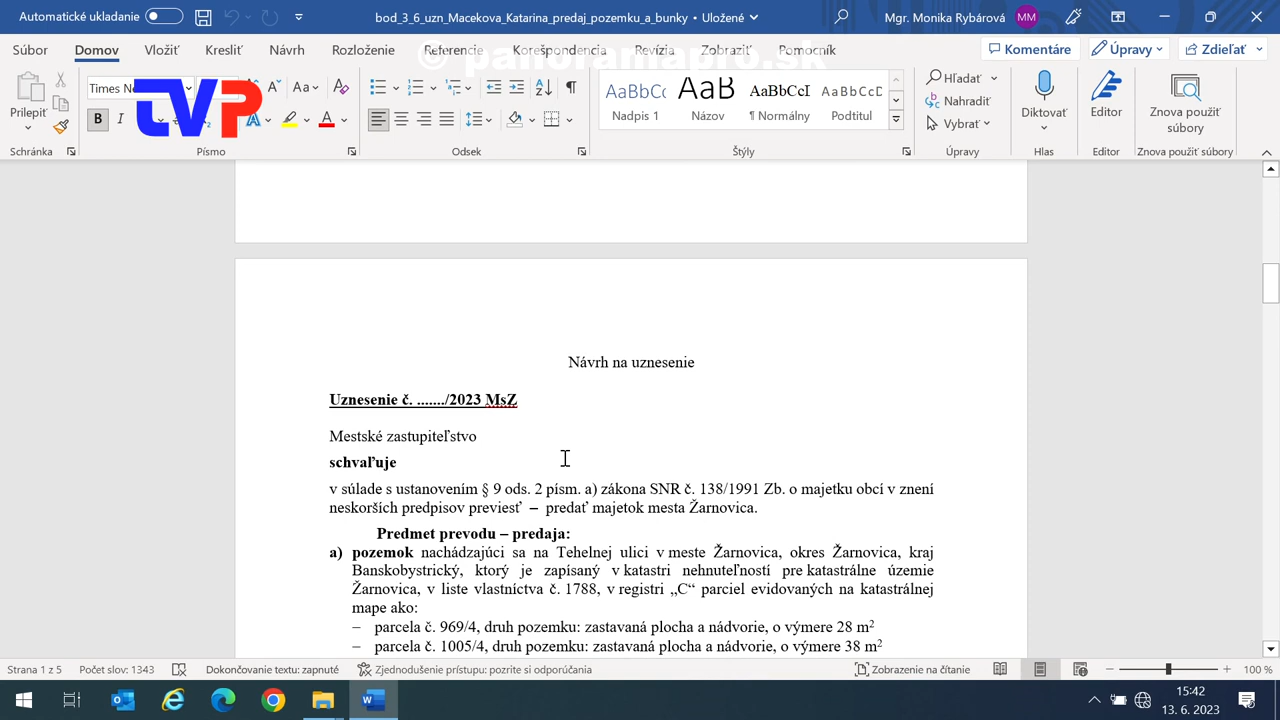 Automatické ukladanie
bod_3_6_uzn_Macekova_Katarina_predaj_pozemku_a_bunky • Uložené
Mgr. Monika Rybárová
MM
Súbor Domov Vložiť Kresliť Návrh Rozloženie Referencie Korešpondencia Revízia Zobraziť Pomocník
Komentáre Úpravy Zdieľať
© panoramapro.sk
TVP
Prilepiť
Times N
Aa
AaBbCc AaB AaBbCcI AaBbCcD
Nadpis 1 Názov ¶ Normálny Podtitul
Hľadať
Nahradiť
Vybrať
Diktovať
Editor
Znova použiť
súbory
Schránka Písmo Odsek Štýly Úpravy Hlas Editor Znova použiť súbory
Návrh na uznesenie
Uznesenie č. ......./2023 MsZ
Mestské zastupiteľstvo
schvaľuje
v súlade s ustanovením § 9 ods. 2 písm. a) zákona SNR č. 138/1991 Zb. o majetku obcí v znení
neskorších predpisov previesť – predať majetok mesta Žarnovica.
Predmet prevodu – predaja:
a) pozemok nachádzajúci sa na Tehelnej ulici v meste Žarnovica, okres Žarnovica, kraj
Banskobystrický, ktorý je zapísaný v katastri nehnuteľností pre katastrálne územie
Žarnovica, v liste vlastníctva č. 1788, v registri „C“ parciel evidovaných na katastrálnej
mape ako:
– parcela č. 969/4, druh pozemku: zastavaná plocha a nádvorie, o výmere 28 m²
– parcela č. 1005/4, druh pozemku: zastavaná plocha a nádvorie, o výmere 38 m²
Strana 1 z 5 Počet slov: 1343 Dokončovanie textu: zapnuté Zjednodušenie prístupu: pozrite si odporúčania Zobrazenie na čítanie 100 %
15:42
13. 6. 2023